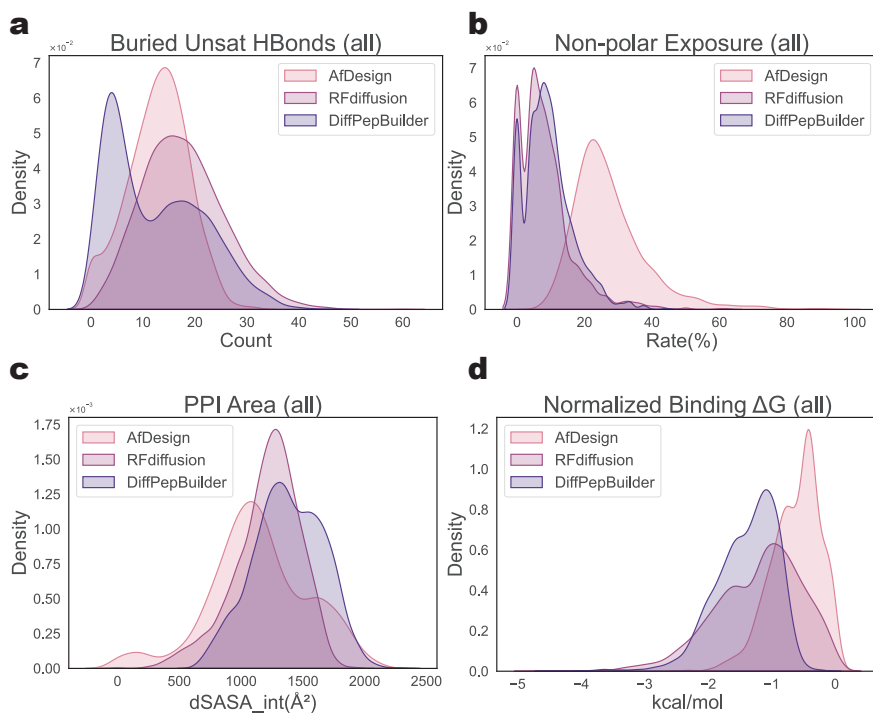 a
Buried Unsat HBonds (all)
×10⁻²
7
6
5
4
3
2
1
0
Density
AfDesign
RFdiffusion
DiffPepBuilder
0 10 20 30 40 50 60
Count
b
Non-polar Exposure (all)
×10⁻²
7
6
5
4
3
2
1
0
Density
AfDesign
RFdiffusion
DiffPepBuilder
0 20 40 60 80 100
Rate(%)
c
PPI Area (all)
×10⁻³
1.75
1.50
1.25
1.00
0.75
0.50
0.25
0.00
Density
AfDesign
RFdiffusion
DiffPepBuilder
0 500 1000 1500 2000 2500
dSASA_int(Å²)
d
Normalized Binding ΔG (all)
1.2
1.0
0.8
0.6
0.4
0.2
0.0
Density
AfDesign
RFdiffusion
DiffPepBuilder
−5 −4 −3 −2 −1 0
kcal/mol